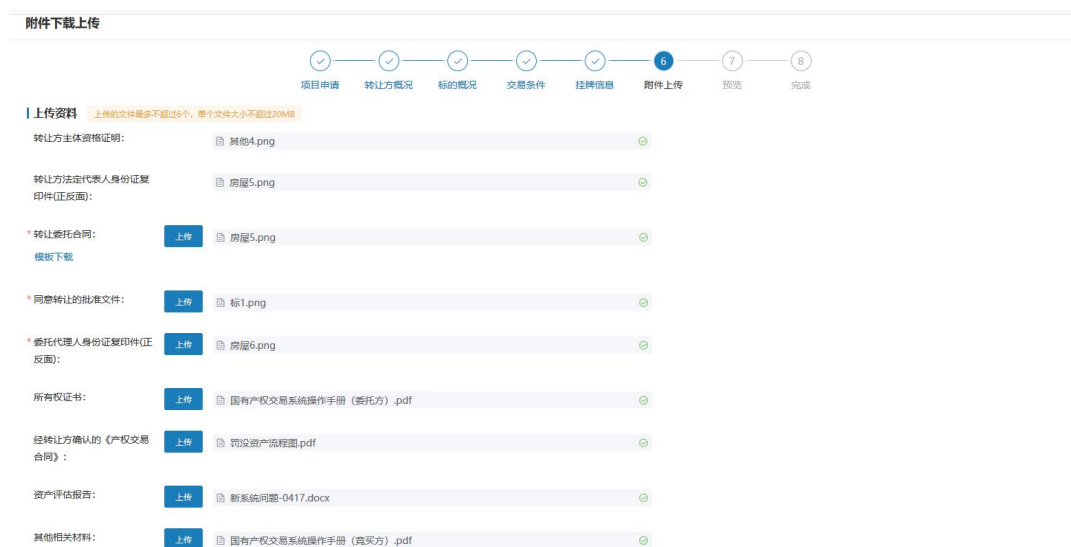 附件下载上传
6 7 8
项目申请 转让方概况 标的概况 交易条件 挂牌信息 附件上传 预览 完成
上传资料 上传的文件最多不超过6个，单个文件大小不超过20MB
转让方主体资格证明： 其他4.png
转让方法定代表人身份证复 房屋5.png
印件(正反面)：
*转让委托合同： 上传 房屋5.png
模板下载
*同意转让的批准文件： 上传 标1.png
*委托代理人身份证复印件(正 上传 房屋6.png
反面)：
所有权证书： 上传 国有产权交易系统操作手册（委托方）.pdf
经转让方确认的《产权交易 上传 罚没资产流程图.pdf
合同》：
资产评估报告： 上传 新系统问题-0417.docx
其他相关材料： 上传 国有产权交易系统操作手册（竞买方）.pdf